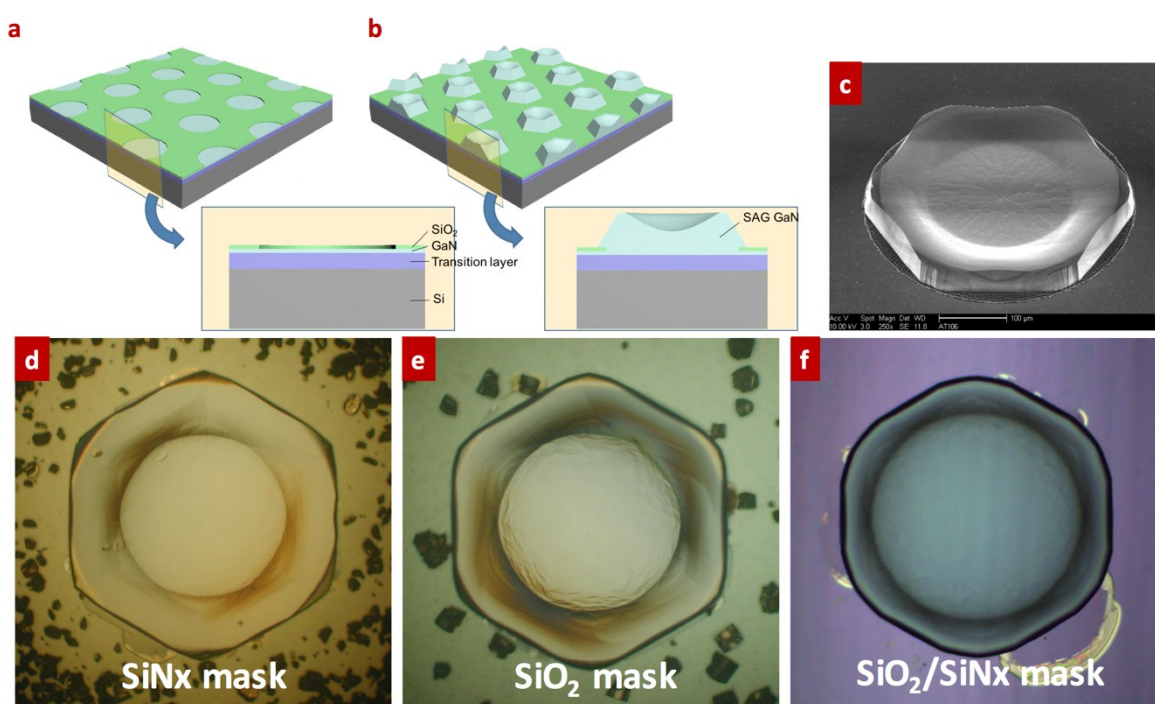 a
b
c
SiO₂
GaN
Transition layer
Si
SAG GaN
Acc.V Spot Magn Det WD
10.00 kV 3.0 250x SE 11.8 AT106
100 µm
d
e
f
SiNx mask
SiO₂ mask
SiO₂/SiNx mask